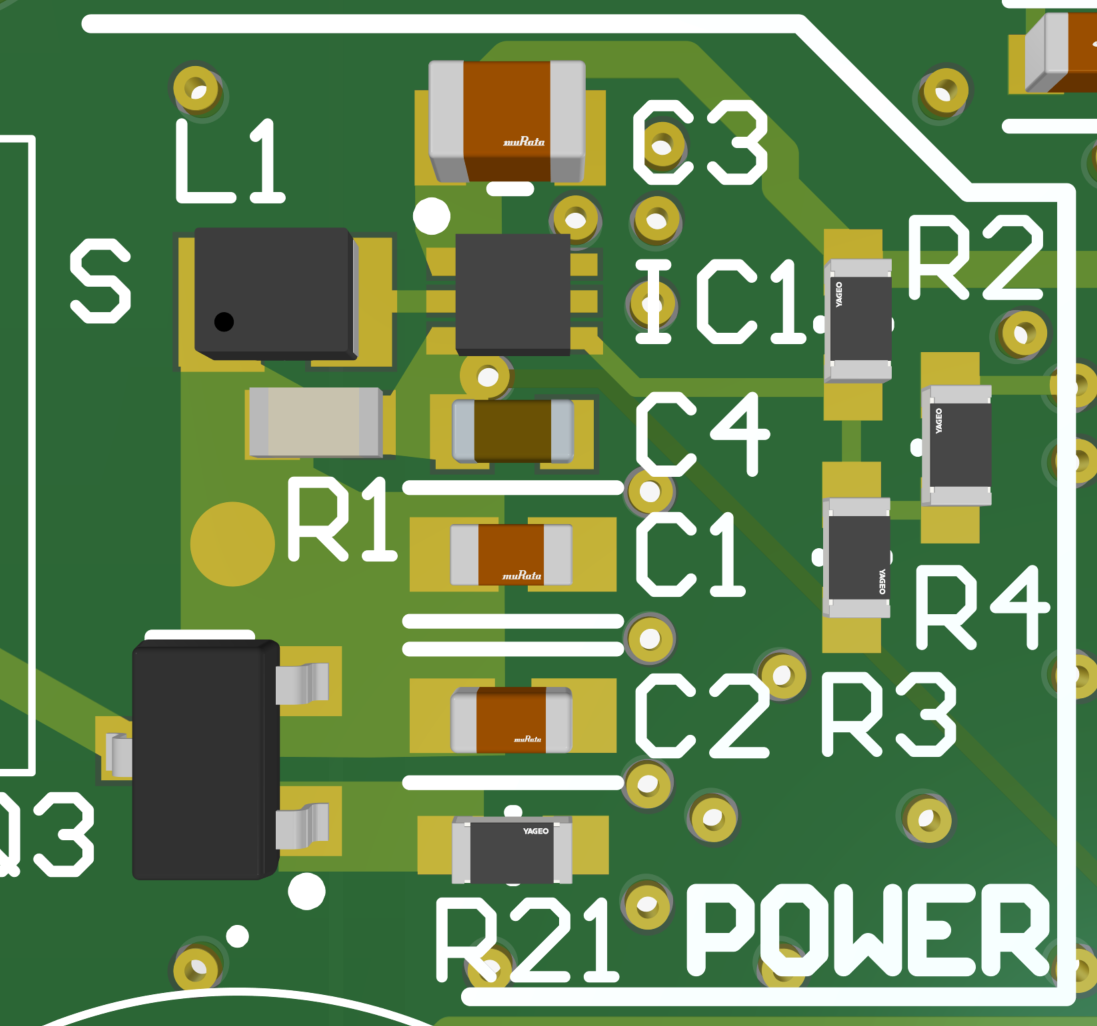 muRata
C3
L1
R2
S
IC1
YAGEO
YAGEO
C4
R1
muRata
C1
YAGEO
R4
muRata
C2
R3
YAGEO
Q3
POWER
R21